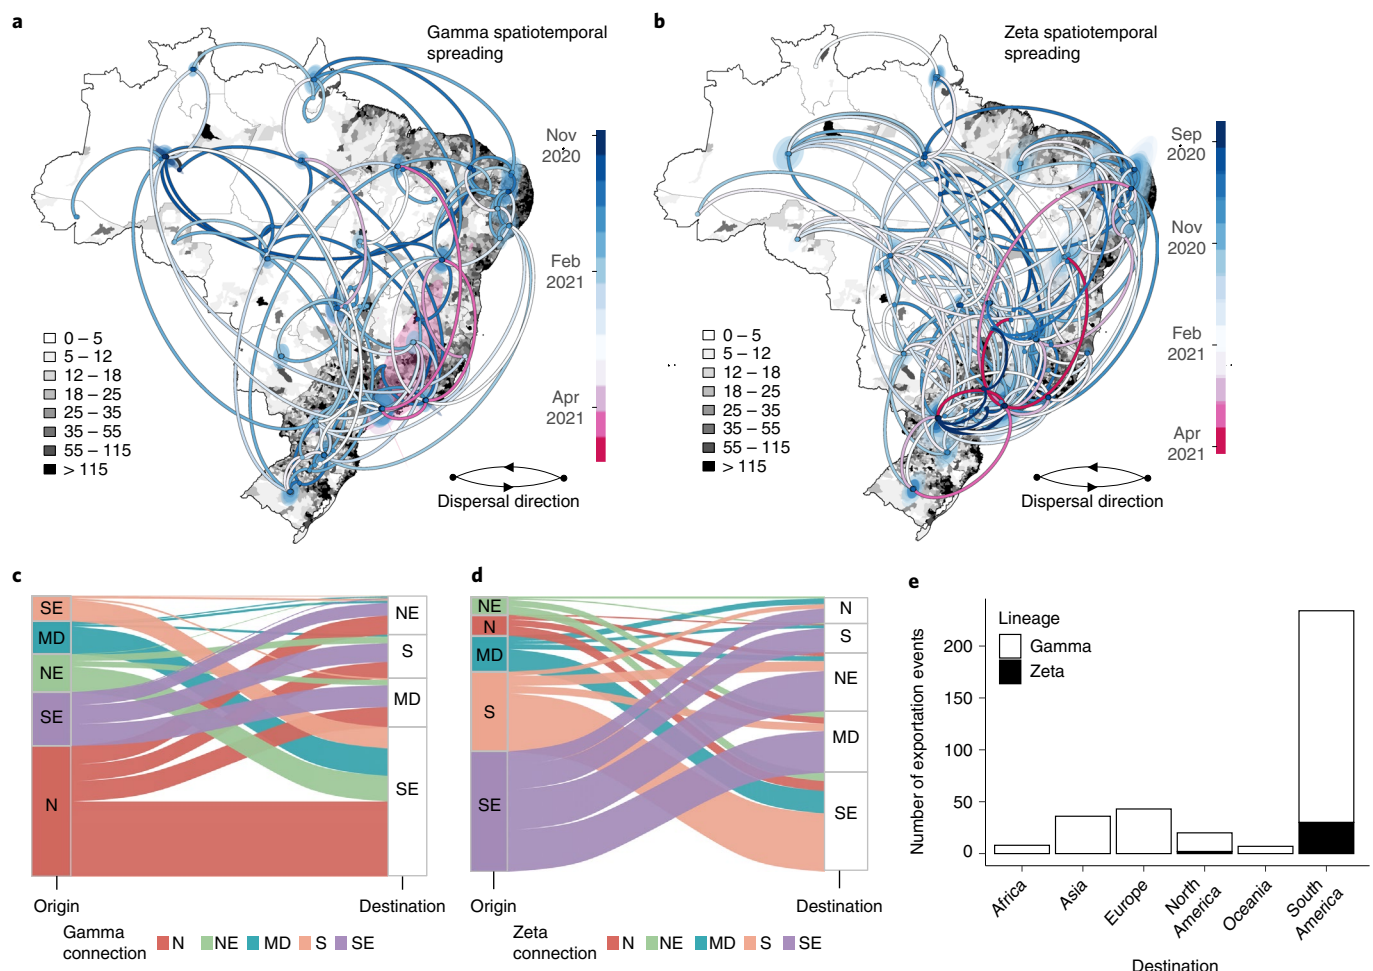 a
Gamma spatiotemporal
spreading
Nov
2020
Feb
2021
Apr
2021
0 – 5
5 – 12
12 – 18
18 – 25
25 – 35
35 – 55
55 – 115
> 115
Dispersal direction
b
Zeta spatiotemporal
spreading
Sep
2020
Nov
2020
Feb
2021
Apr
2021
0 – 5
5 – 12
12 – 18
18 – 25
25 – 35
35 – 55
55 – 115
> 115
Dispersal direction
c
SE
MD
NE
SE
N
NE
S
MD
SE
Origin
Destination
Gamma
connection
N
NE
MD
S
SE
d
NE
N
MD
S
SE
N
S
NE
MD
SE
Origin
Destination
Zeta
connection
N
NE
MD
S
SE
e
Number of exportation events
200
150
100
50
0
Lineage
Gamma
Zeta
Africa
Asia
Europe
North
America
Oceania
South
America
Destination